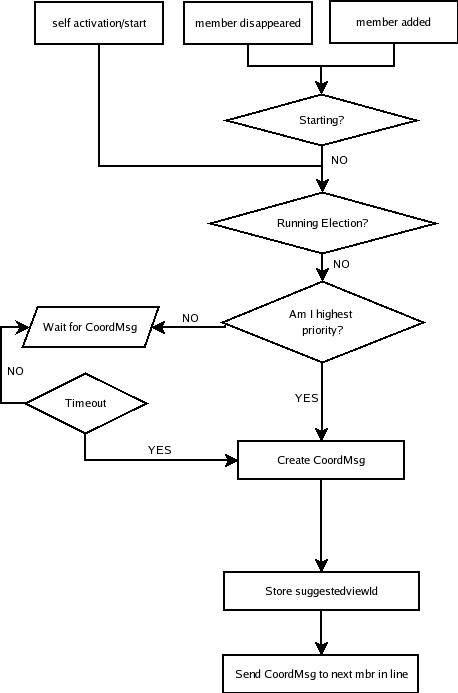 self activation/start
member disappeared
member added
Starting?
NO
Running Election?
NO
Am I highest
priority?
NO
Wait for CoordMsg
NO
Timeout
YES
YES
Create CoordMsg
Store suggestedviewId
Send CoordMsg to next mbr in line